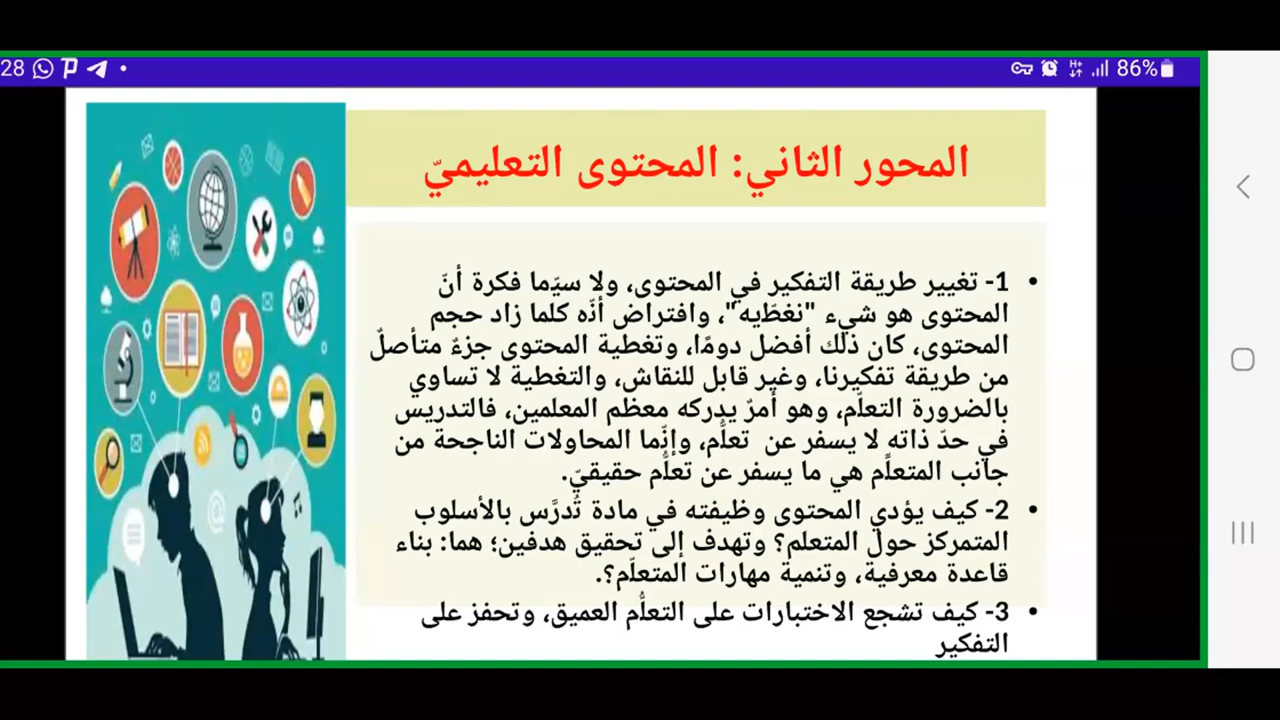 28
86%
المحور الثاني: المحتوى التعليميّ
• 1- تغيير طريقة التفكير في المحتوى، ولا سيّما فكرة أنّ
المحتوى هو شيء "نغطّيه"، وافتراض أنّه كلما زاد حجم
المحتوى، كان ذلك أفضل دومًا، وتغطية المحتوى جزءٌ متأصلٌ
من طريقة تفكيرنا، وغير قابل للنقاش، والتغطية لا تساوي
بالضرورة التعلّم، وهو أمرٌ يدركه معظم المعلمين، فالتدريس
في حدّ ذاته لا يسفر عن تعلُّم، وإنّما المحاولات الناجحة من
جانب المتعلِّم هي ما يسفر عن تعلُّم حقيقيّ.
• 2- كيف يؤدي المحتوى وظيفته في مادة تُدرَّس بالأسلوب
المتمركز حول المتعلم؟ وتهدف إلى تحقيق هدفين؛ هما: بناء
قاعدة معرفية، وتنمية مهارات المتعلّم؟.
• 3- كيف تشجع الاختبارات على التعلُّم العميق، وتحفز على
التفكير